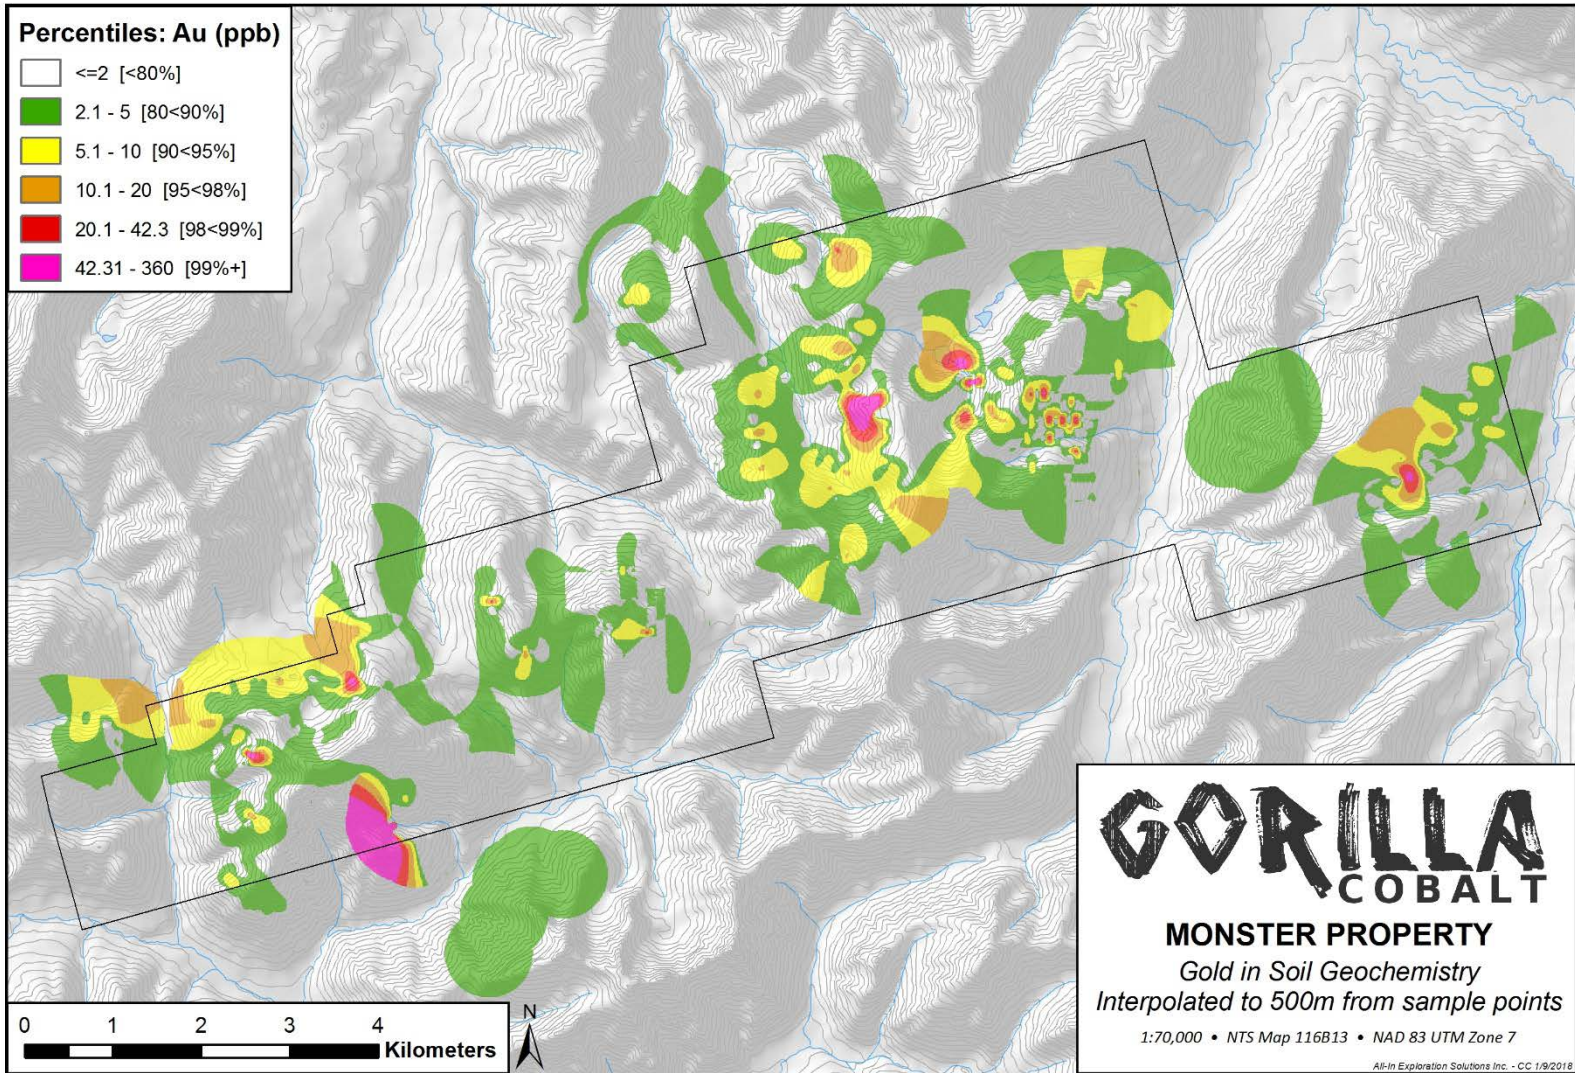 Percentiles: Au (ppb)
<=2 [<80%]
2.1 - 5 [80<90%]
5.1 - 10 [90<95%]
10.1 - 20 [95<98%]
20.1 - 42.3 [98<99%]
42.31 - 360 [99%+]
GORILLA
COBALT
MONSTER PROPERTY
Gold in Soil Geochemistry
Interpolated to 500m from sample points
1:70,000 • NTS Map 116B13 • NAD 83 UTM Zone 7
All-In Exploration Solutions Inc. - CC 1/9/2018
0 1 2 3 4
Kilometers
N